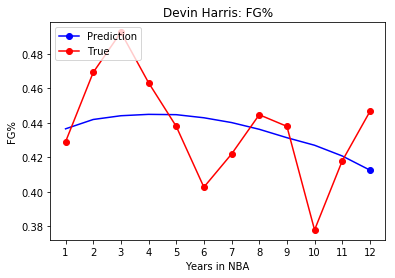 Devin Harris: FG%
Prediction
True
FG%
0.48
0.46
0.44
0.42
0.40
0.38
1 2 3 4 5 6 7 8 9 10 11 12
Years in NBA